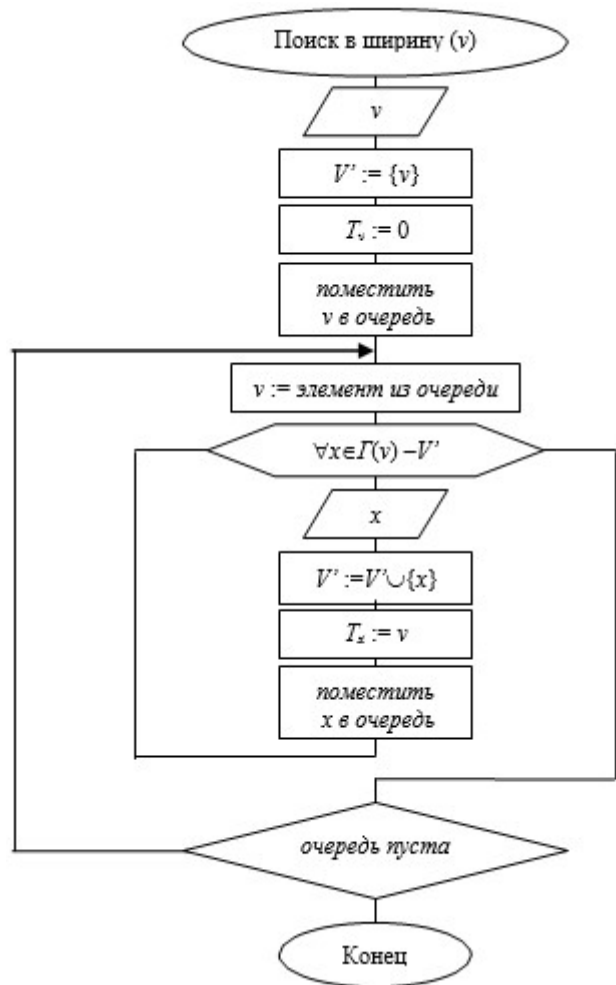 Поиск в ширину (v)
v
V' := {v}
Tᵥ := 0
поместить
v в очередь
v := элемент из очереди
∀x∈Γ(v) –V'
x
V' :=V'∪{x}
Tₓ := v
поместить
x в очередь
очередь пуста
Конец